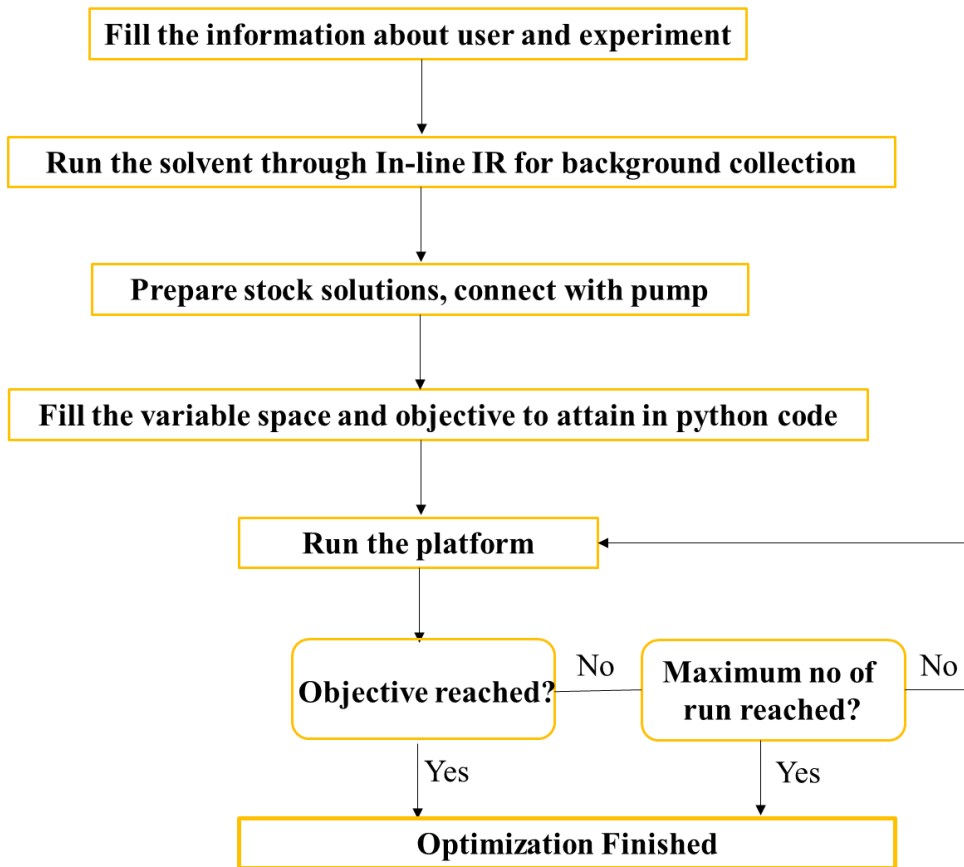 Fill the information about user and experiment
Run the solvent through In-line IR for background collection
Prepare stock solutions, connect with pump
Fill the variable space and objective to attain in python code
Run the platform
Objective reached?
No
Maximum no of
run reached?
No
Yes
Yes
Optimization Finished